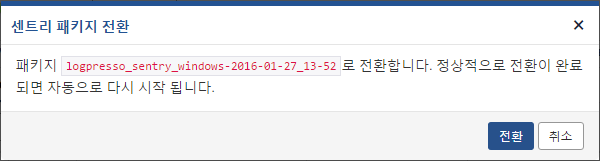 센트리 패키지 전환
×
패키지 logpresso_sentry_windows-2016-01-27_13-52로 전환합니다. 정상적으로 전환이 완료
되면 자동으로 다시 시작 됩니다.
전환 취소